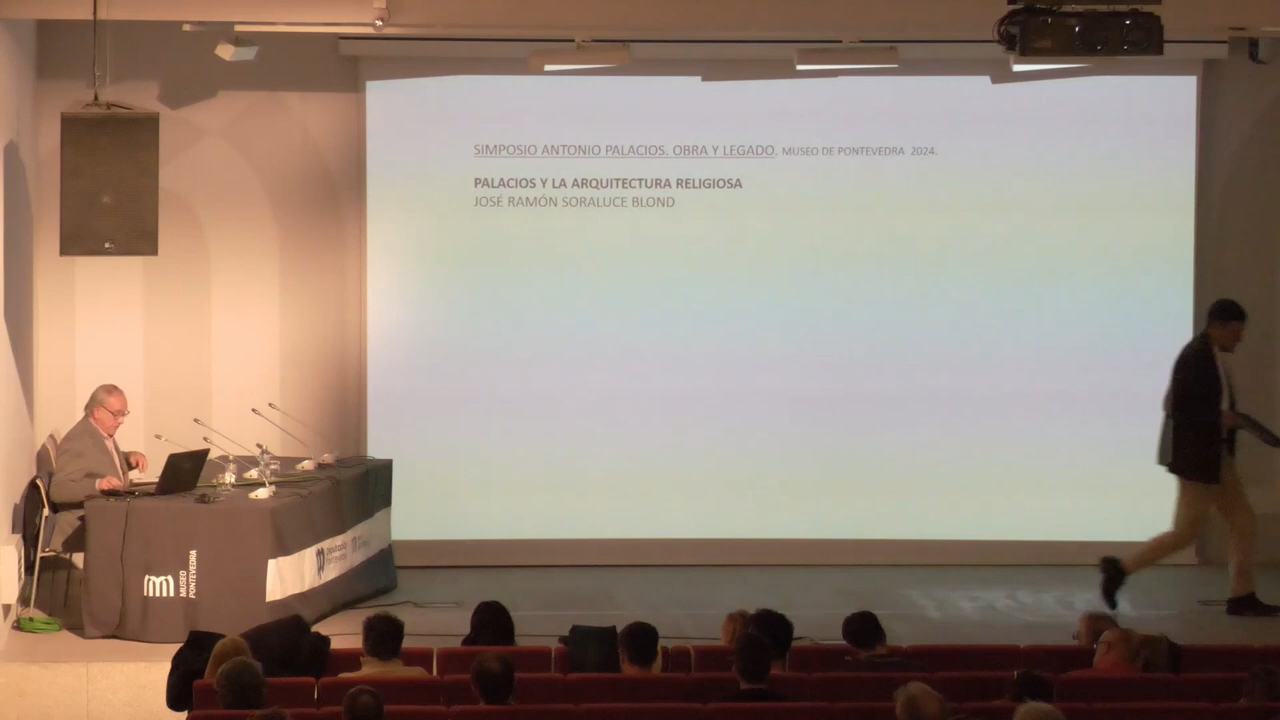 SIMPOSIO ANTONIO PALACIOS. OBRA Y LEGADO. MUSEO DE PONTEVEDRA 2024.
PALACIOS Y LA ARQUITECTURA RELIGIOSA
JOSÉ RAMÓN SORALUCE BLOND
MUSEO
PONTEVEDRA